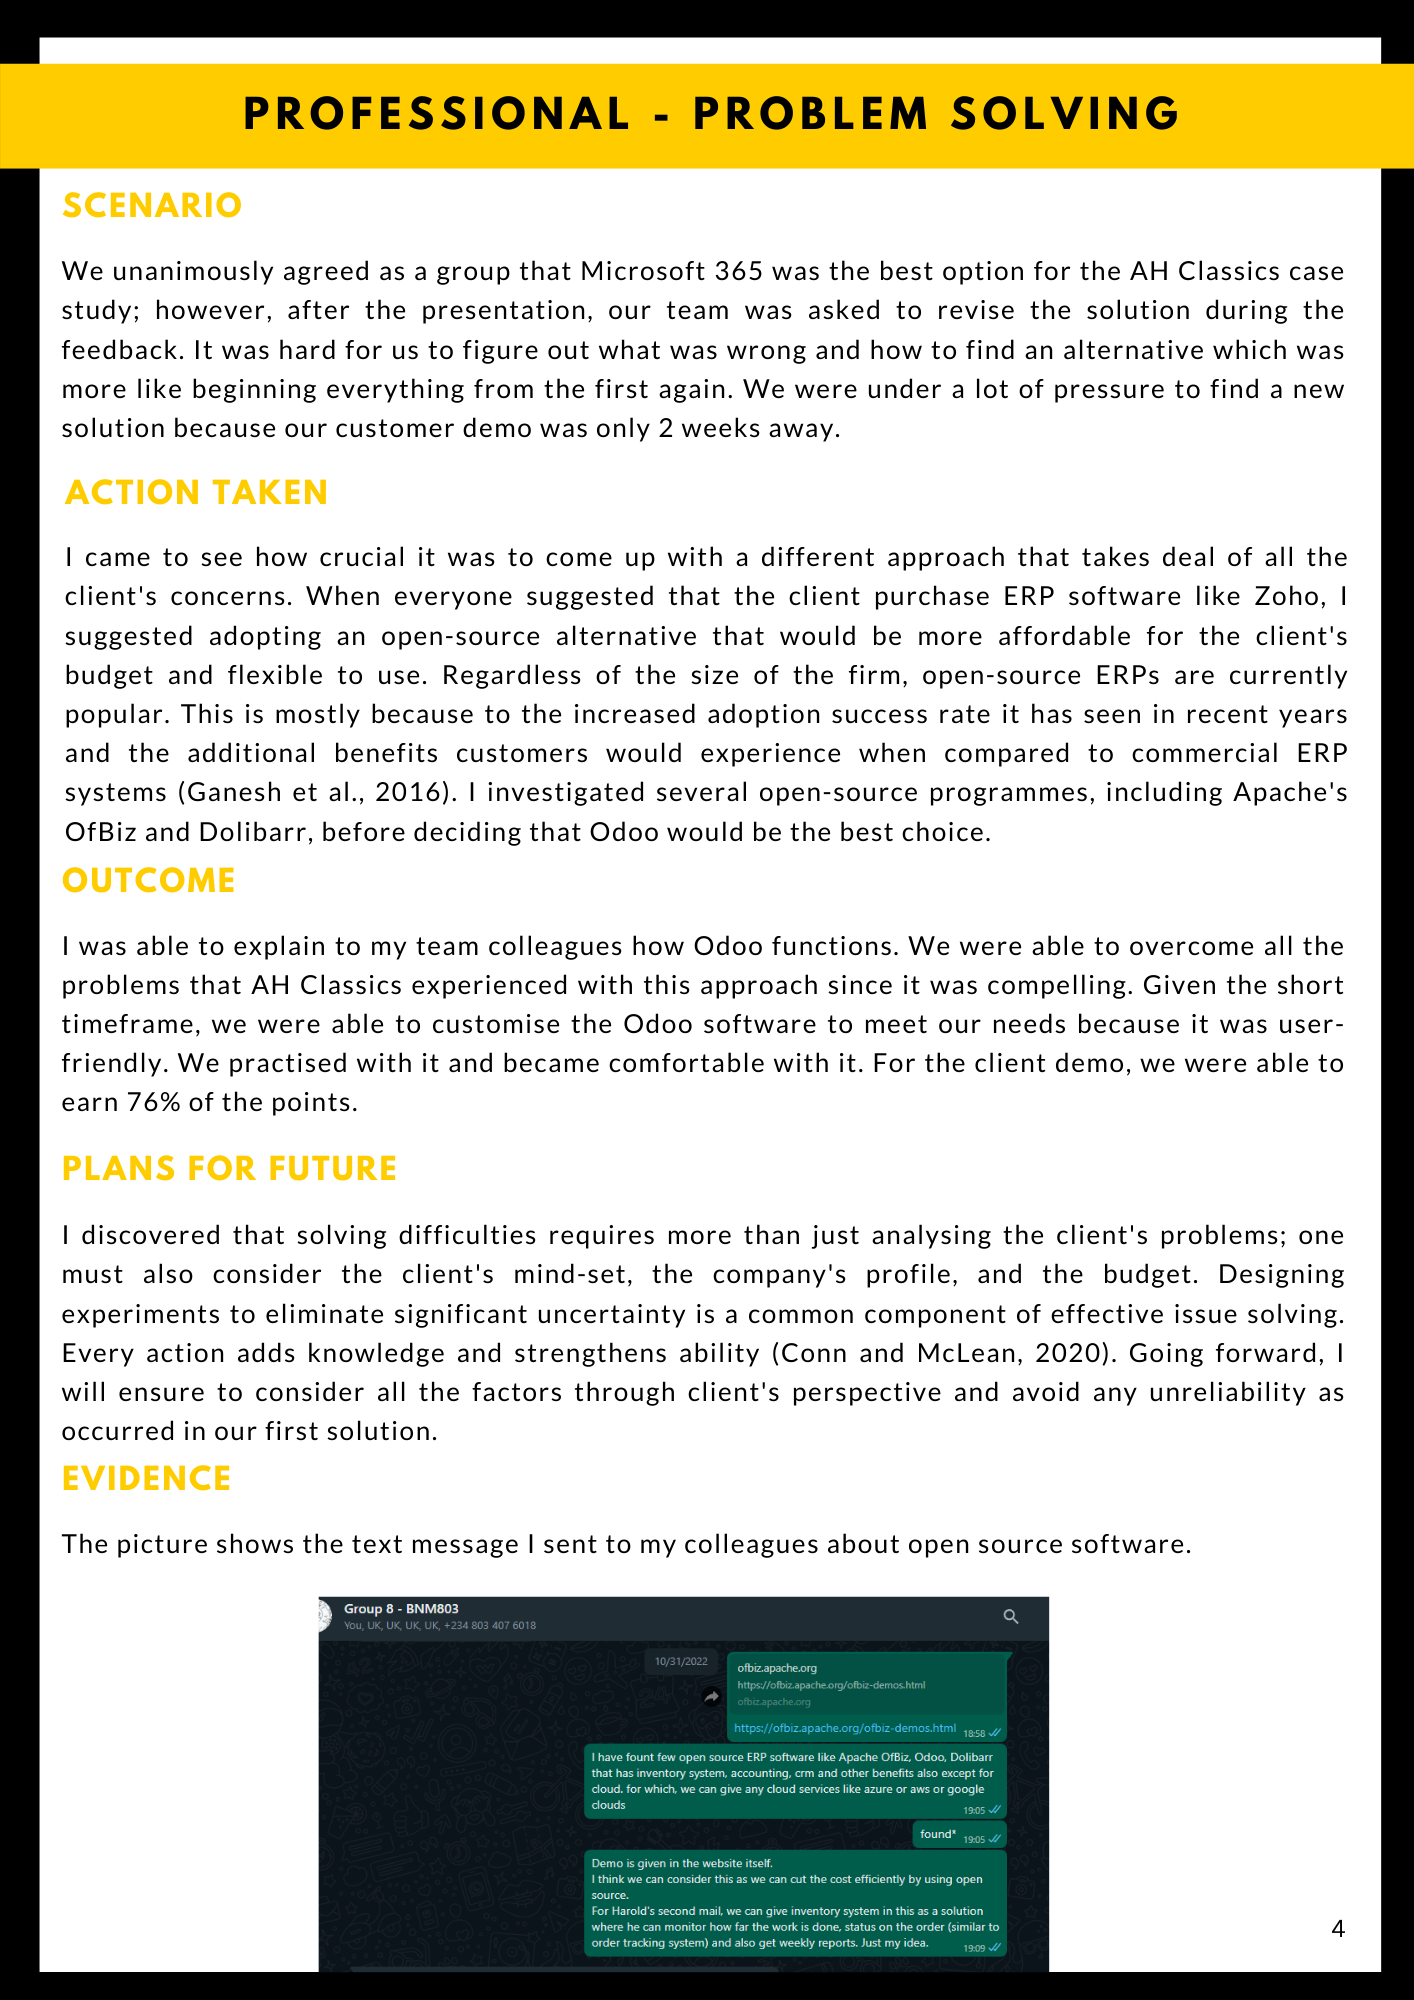 PROFESSIONAL - PROBLEM SOLVING
SCENARIO
We unanimously agreed as a group that Microsoft 365 was the best option for the AH Classics case
study; however, after the presentation, our team was asked to revise the solution during the
feedback. It was hard for us to figure out what was wrong and how to find an alternative which was
more like beginning everything from the first again. We were under a lot of pressure to find a new
solution because our customer demo was only 2 weeks away.
ACTION TAKEN
I came to see how crucial it was to come up with a different approach that takes deal of all the
client's concerns. When everyone suggested that the client purchase ERP software like Zoho, I
suggested adopting an open-source alternative that would be more affordable for the client's
budget and flexible to use. Regardless of the size of the firm, open-source ERPs are currently
popular. This is mostly because to the increased adoption success rate it has seen in recent years
and the additional benefits customers would experience when compared to commercial ERP
systems (Ganesh et al., 2016). I investigated several open-source programmes, including Apache's
OfBiz and Dolibarr, before deciding that Odoo would be the best choice.
OUTCOME
I was able to explain to my team colleagues how Odoo functions. We were able to overcome all the
problems that AH Classics experienced with this approach since it was compelling. Given the short
timeframe, we were able to customise the Odoo software to meet our needs because it was user-
friendly. We practised with it and became comfortable with it. For the client demo, we were able to
earn 76% of the points.
PLANS FOR FUTURE
I discovered that solving difficulties requires more than just analysing the client's problems; one
must also consider the client's mind-set, the company's profile, and the budget. Designing
experiments to eliminate significant uncertainty is a common component of effective issue solving.
Every action adds knowledge and strengthens ability (Conn and McLean, 2020). Going forward, I
will ensure to consider all the factors through client's perspective and avoid any unreliability as
occurred in our first solution.
EVIDENCE
The picture shows the text message I sent to my colleagues about open source software.
Group 8 - BNM803
You, UK, UK, UK, UK, +234 803 407 6018
10/31/2022
ofbiz.apache.org
https://ofbiz.apache.org/ofbiz-demos.html
ofbiz.apache.org
https://ofbiz.apache.org/ofbiz-demos.html 18:58
I have fount few open source ERP software like Apache OfBiz, Odoo, Dolibarr
that has inventory system, accounting, crm and other benefits also except for
cloud. for which, we can give any cloud services like azure or aws or google
clouds 19:05
found* 19:05
Demo is given in the website itself.
I think we can consider this as we can cut the cost efficiently by using open
source.
For Harold's second mail, we can give inventory system in this as a solution
where he can monitor how far the work is done, status on the order (similar to
order tracking system) and also get weekly reports. Just my idea. 19:09
4